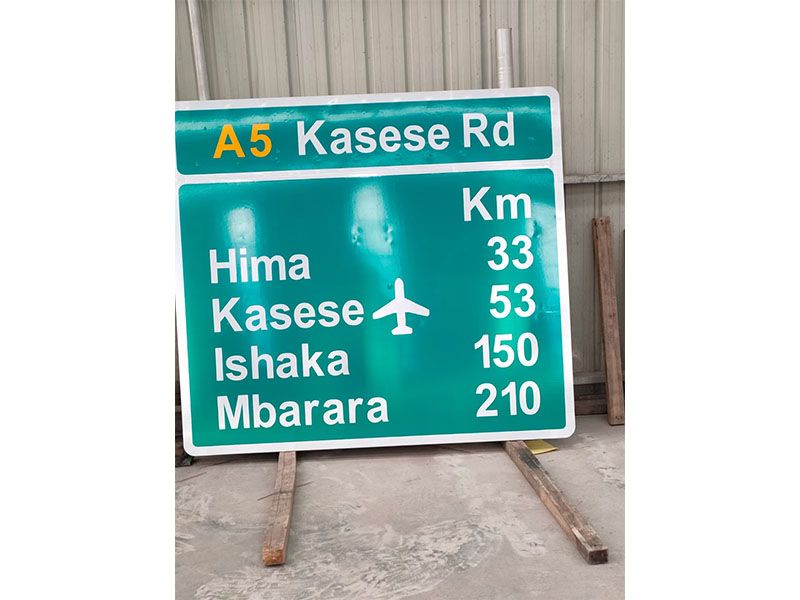 A5 Kasese Rd
Km
Hima 33
Kasese 53
Ishaka 150
Mbarara 210